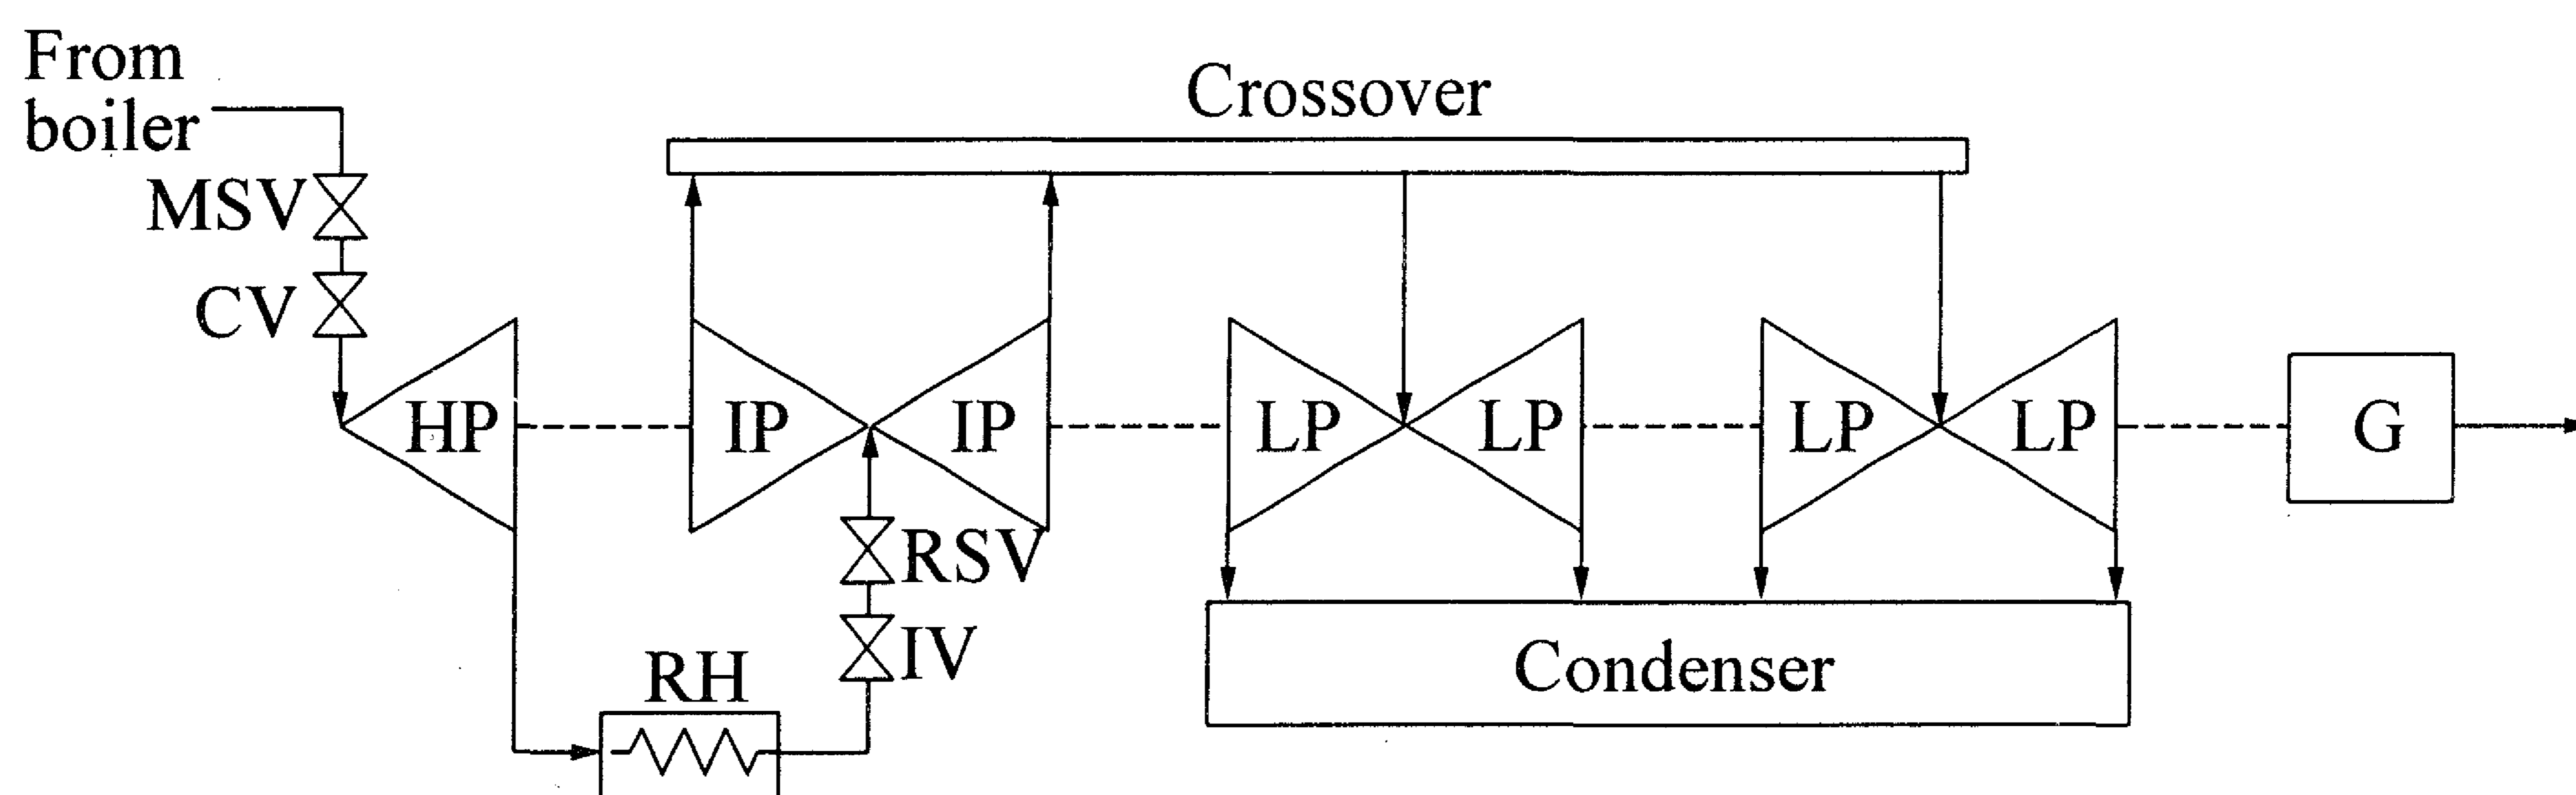 From
boiler
Crossover
MSV
CV
HP
IP
IP
LP
LP
LP
LP
G
RSV
IV
RH
Condenser